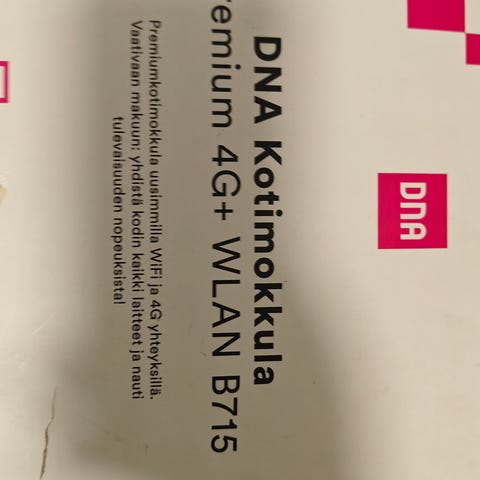 DNA
DNA Kotimokkula
emium 4G+ WLAN B715
Premiumkotimokkula uusimmilla WiFi ja 4G yhteyksillä.
Vaativaan makuun: yhdistä kodin kaikki laitteet ja nauti
tulevaisuuden nopeuksista!